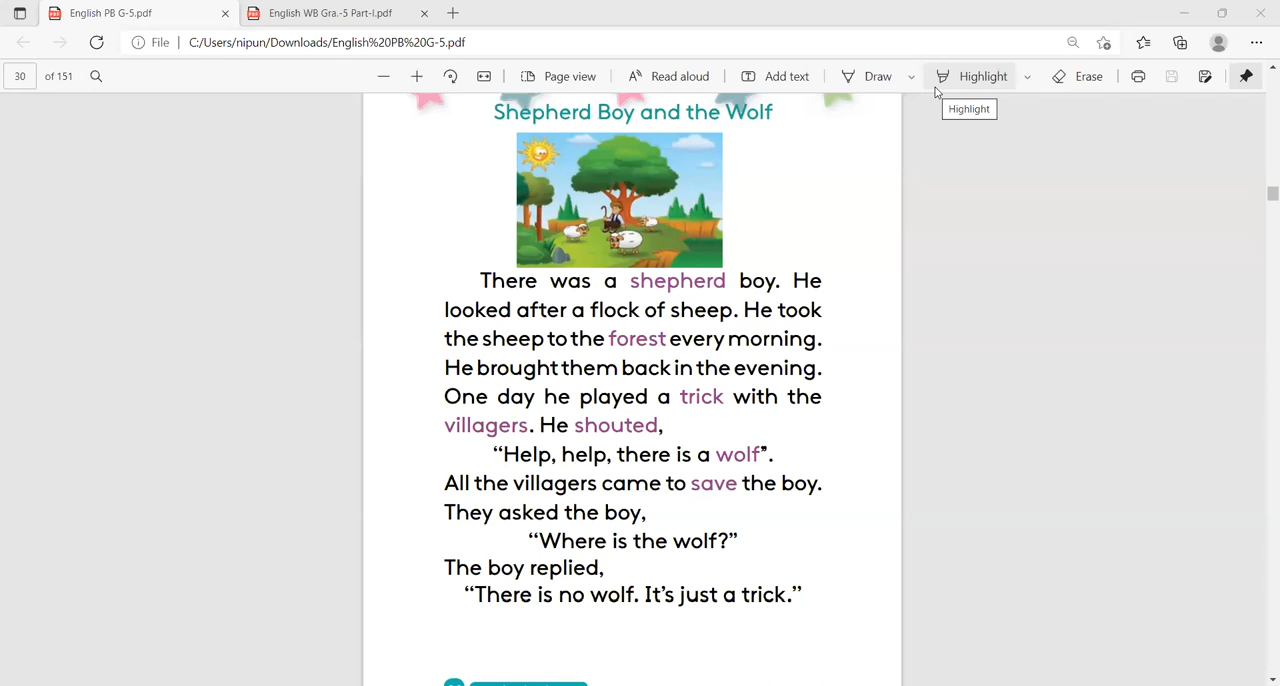 English PB G-5.pdf
English WB Gra.-5 Part-I.pdf
File | C:/Users/nipun/Downloads/English%20PB%20G-5.pdf
30 of 151
Page view
Read aloud
Add text
Draw
Highlight
Erase
Highlight
Shepherd Boy and the Wolf
There was a shepherd boy. He
looked after a flock of sheep. He took
the sheep to the forest every morning.
He brought them back in the evening.
One day he played a trick with the
villagers. He shouted,
“Help, help, there is a wolf”.
All the villagers came to save the boy.
They asked the boy,
“Where is the wolf?”
The boy replied,
“There is no wolf. It’s just a trick.”